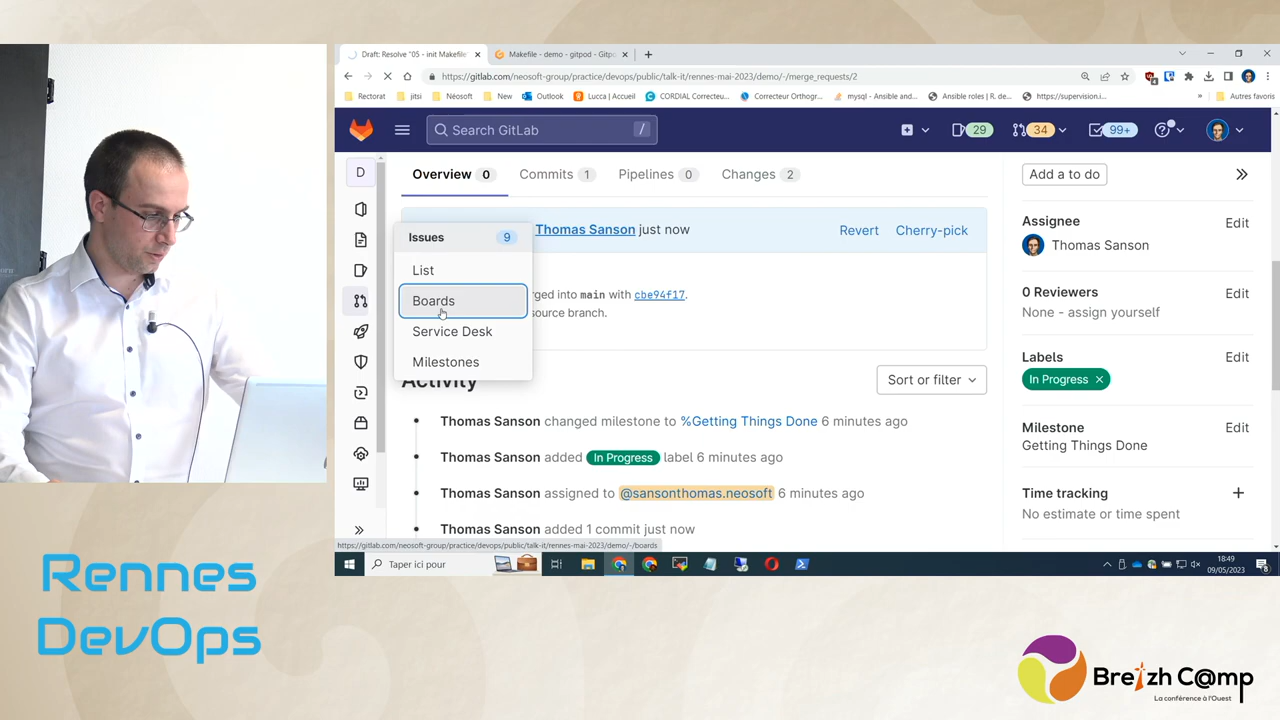 Draft: Resolve "05 - init Makefile
Makefile - demo - gitpod - Gitp
https://gitlab.com/neosoft-group/practice/devops/public/talk-it/rennes-mai-2023/demo/-/merge_requests/2
Rectorat
jitsi
Néosoft
New
Outlook
Lucca | Accueil
CORDIAL Correcteu...
Correcteur Orthogr...
mysql - Ansible and...
Ansible roles | R. de...
https://supervision.i...
»
Autres favoris
Search GitLab
/
29
34
99+
D
Overview 0
Commits 1
Pipelines 0
Changes 2
Add a to do
Issues 9
List
Boards
Service Desk
Milestones
Thomas Sanson just now
Revert
Cherry-pick
rged into main with cbe94f17.
ource branch.
Activity
Sort or filter
Thomas Sanson changed milestone to %Getting Things Done 6 minutes ago
Thomas Sanson added In Progress label 6 minutes ago
Thomas Sanson assigned to @sansonthomas.neosoft 6 minutes ago
Thomas Sanson added 1 commit just now
Assignee
Edit
Thomas Sanson
0 Reviewers
Edit
None - assign yourself
Labels
Edit
In Progress
Milestone
Edit
Getting Things Done
Time tracking
No estimate or time spent
https://gitlab.com/neosoft-group/practice/devops/public/talk-it/rennes-mai-2023/demo/-/boards
Taper ici pour
18:49
09/05/2023
8
Rennes
DevOps
Breizh C@mp
La conférence à l'Ouest